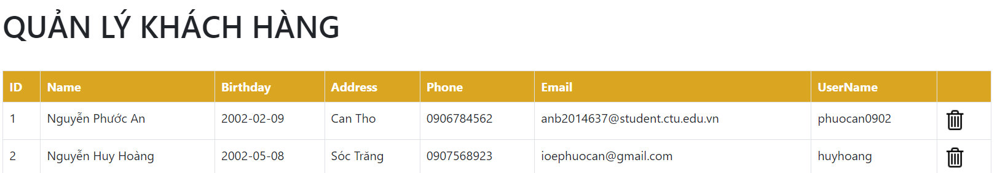 QUẢN LÝ KHÁCH HÀNG
ID Name Birthday Address Phone Email UserName
1 Nguyễn Phước An 2002-02-09 Can Tho 0906784562 anb2014637@student.ctu.edu.vn phuocan0902
2 Nguyễn Huy Hoàng 2002-05-08 Sóc Trăng 0907568923 ioephuocan@gmail.com huyhoang